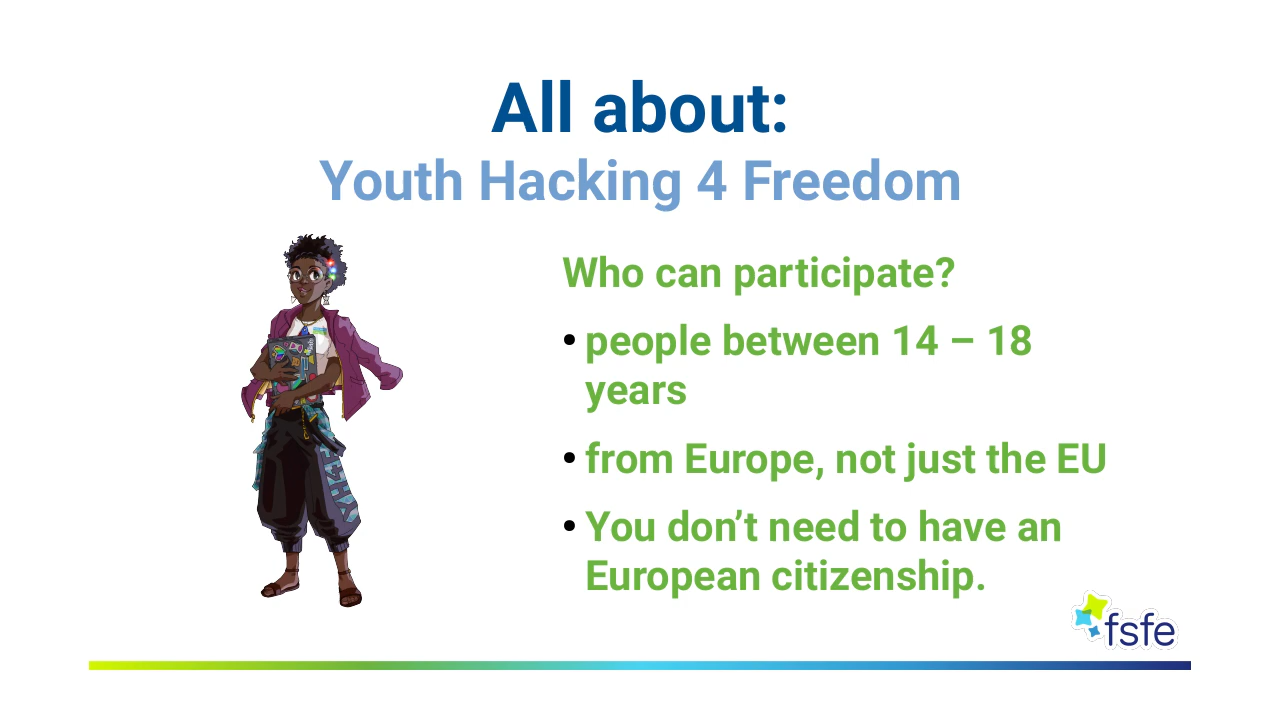 All about:
Youth Hacking 4 Freedom
Who can participate?
• people between 14 – 18
years
• from Europe, not just the EU
• You don’t need to have an
European citizenship.
fsfe